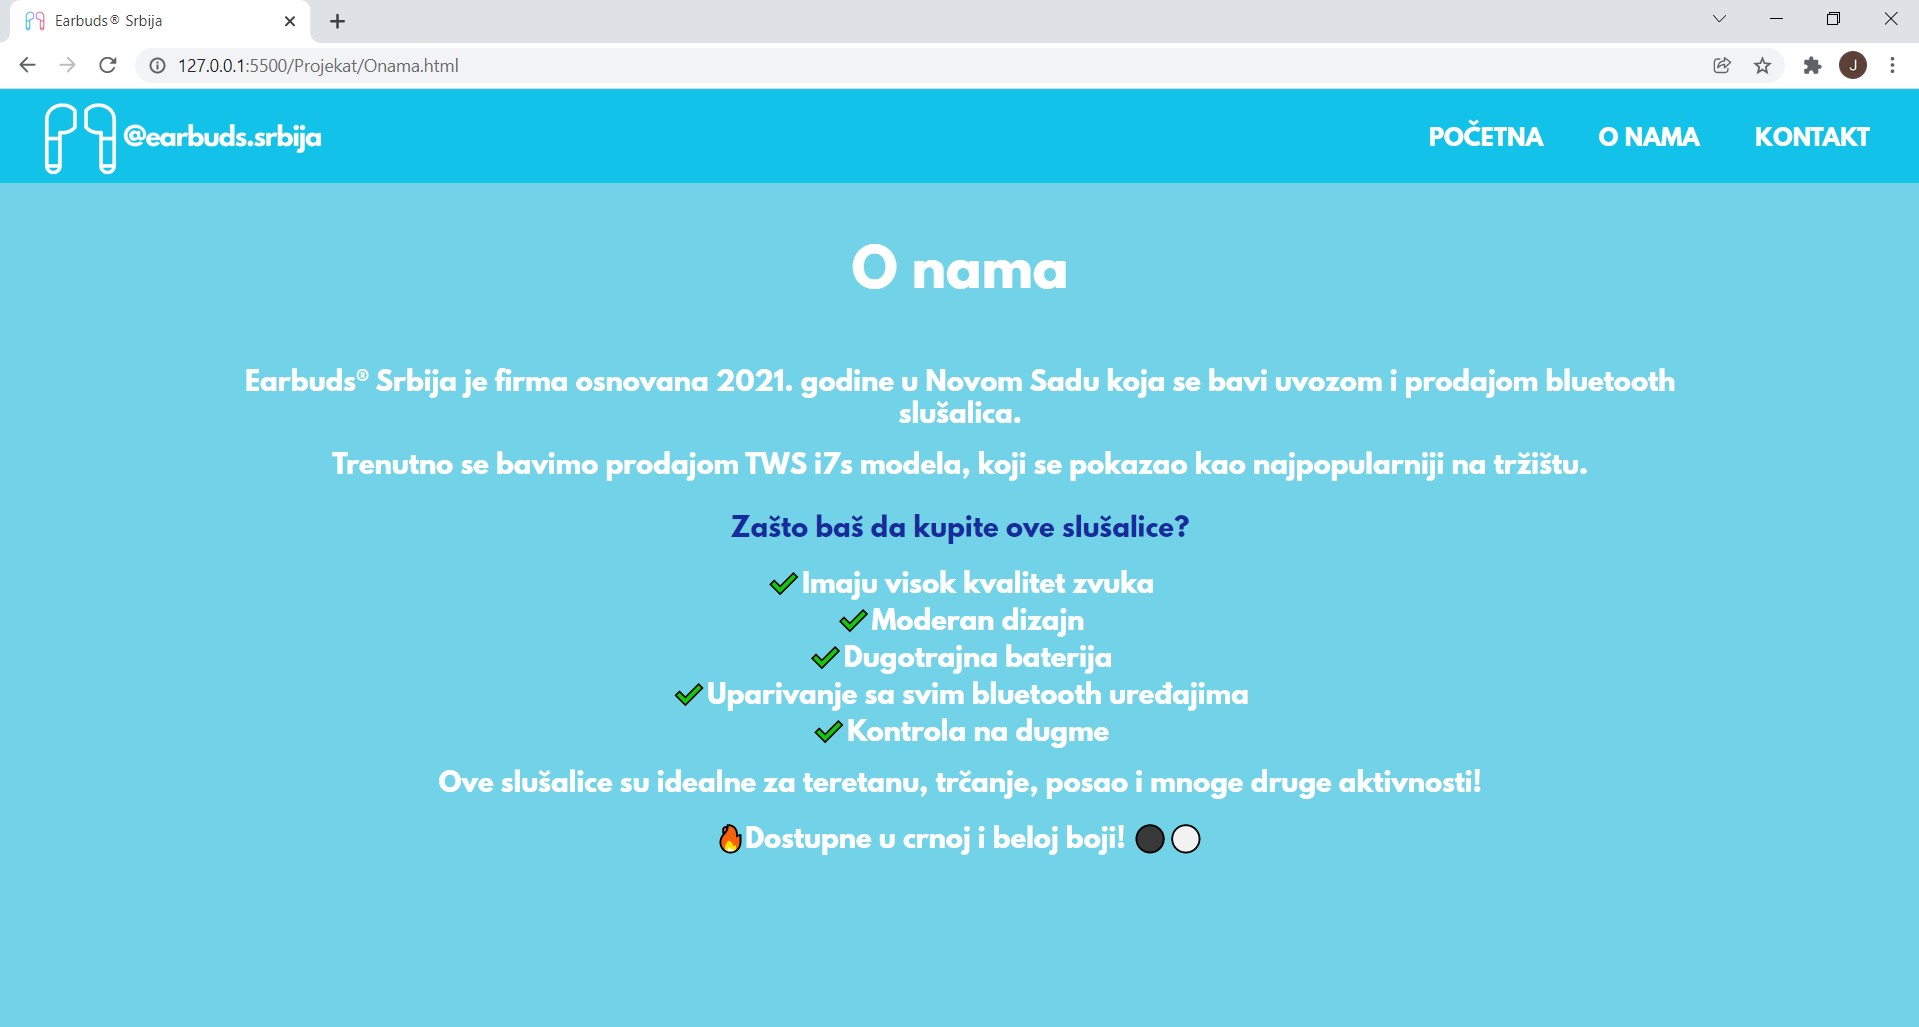 Earbuds® Srbija
127.0.0.1:5500/Projekat/Onama.html
J
@earbuds.srbija
POČETNA O NAMA KONTAKT
O nama
Earbuds® Srbija je firma osnovana 2021. godine u Novom Sadu koja se bavi uvozom i prodajom bluetooth
slušalica.
Trenutno se bavimo prodajom TWS i7s modela, koji se pokazao kao najpopularniji na tržištu.
Zašto baš da kupite ove slušalice?
✔Imaju visok kvalitet zvuka
✔Moderan dizajn
✔Dugotrajna baterija
✔Uparivanje sa svim bluetooth uređajima
✔Kontrola na dugme
Ove slušalice su idealne za teretanu, trčanje, posao i mnoge druge aktivnosti!
🔥Dostupne u crnoj i beloj boji! ⚫⚪